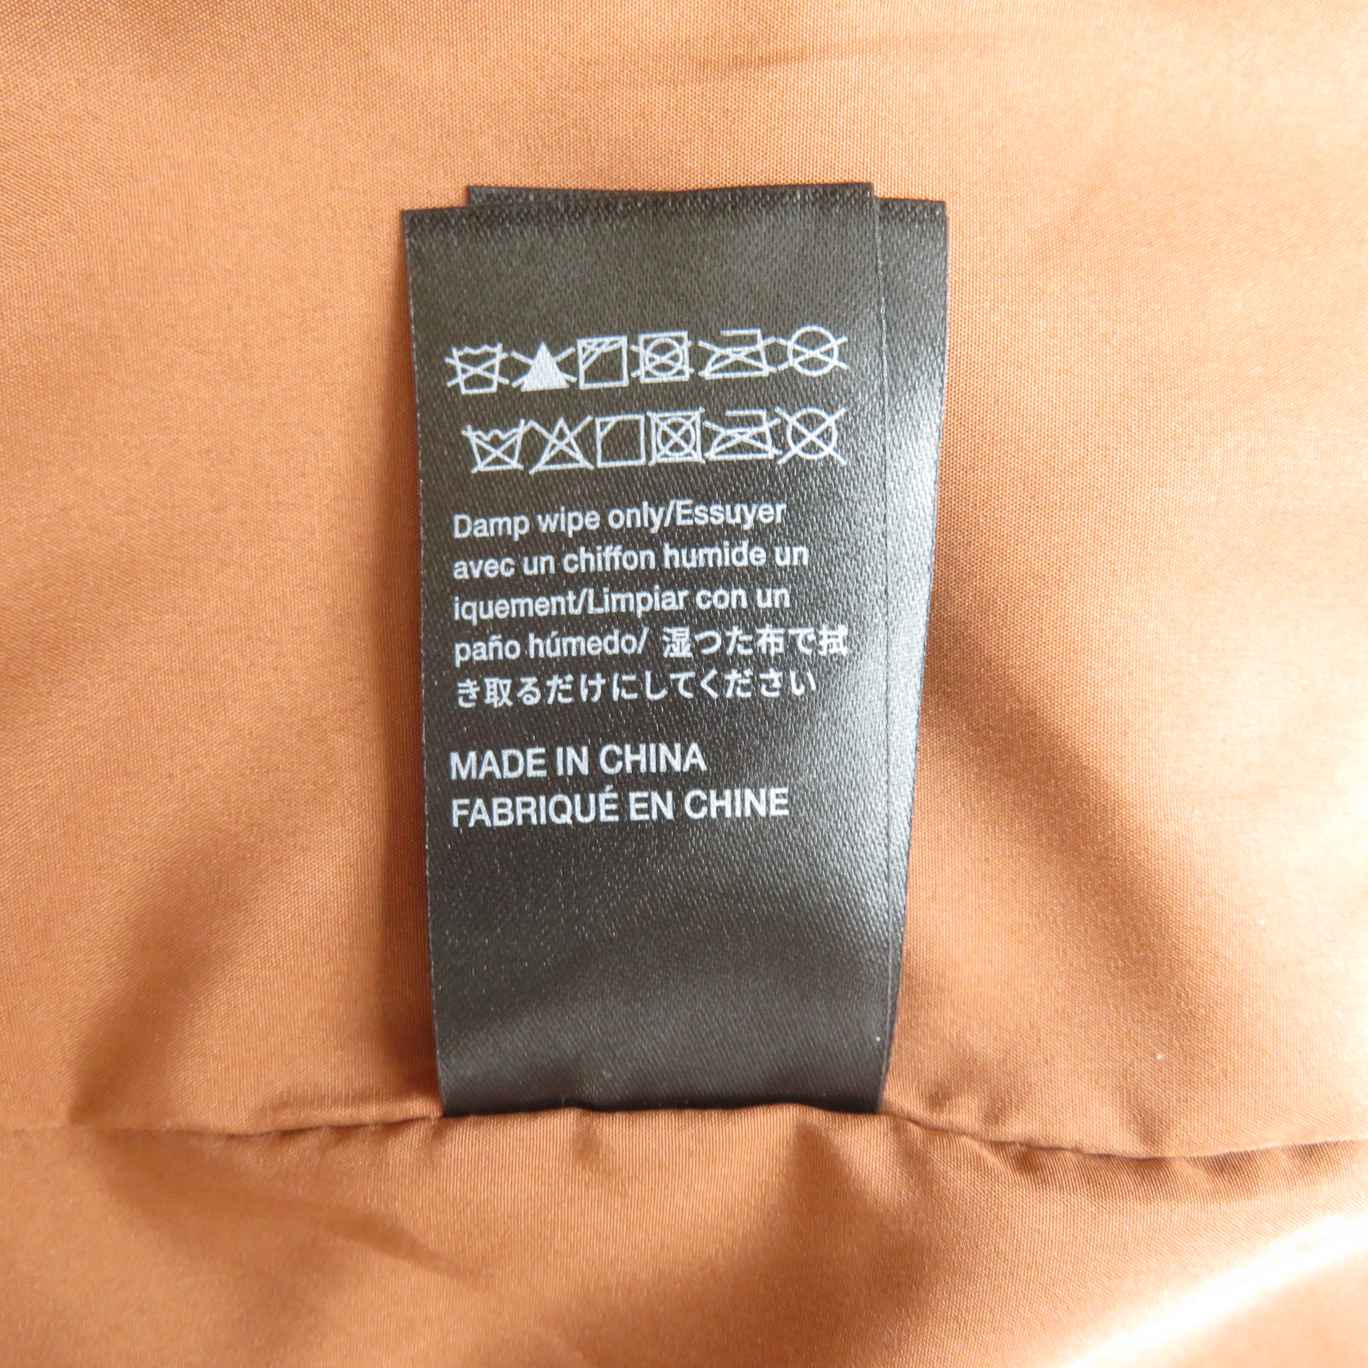 Damp wipe only/Essuyer
avec un chiffon humide un
iquement/Limpiar con un
paño húmedo/ 湿つた布で拭
き取るだけにしてください
MADE IN CHINA
FABRIQUÉ EN CHINE